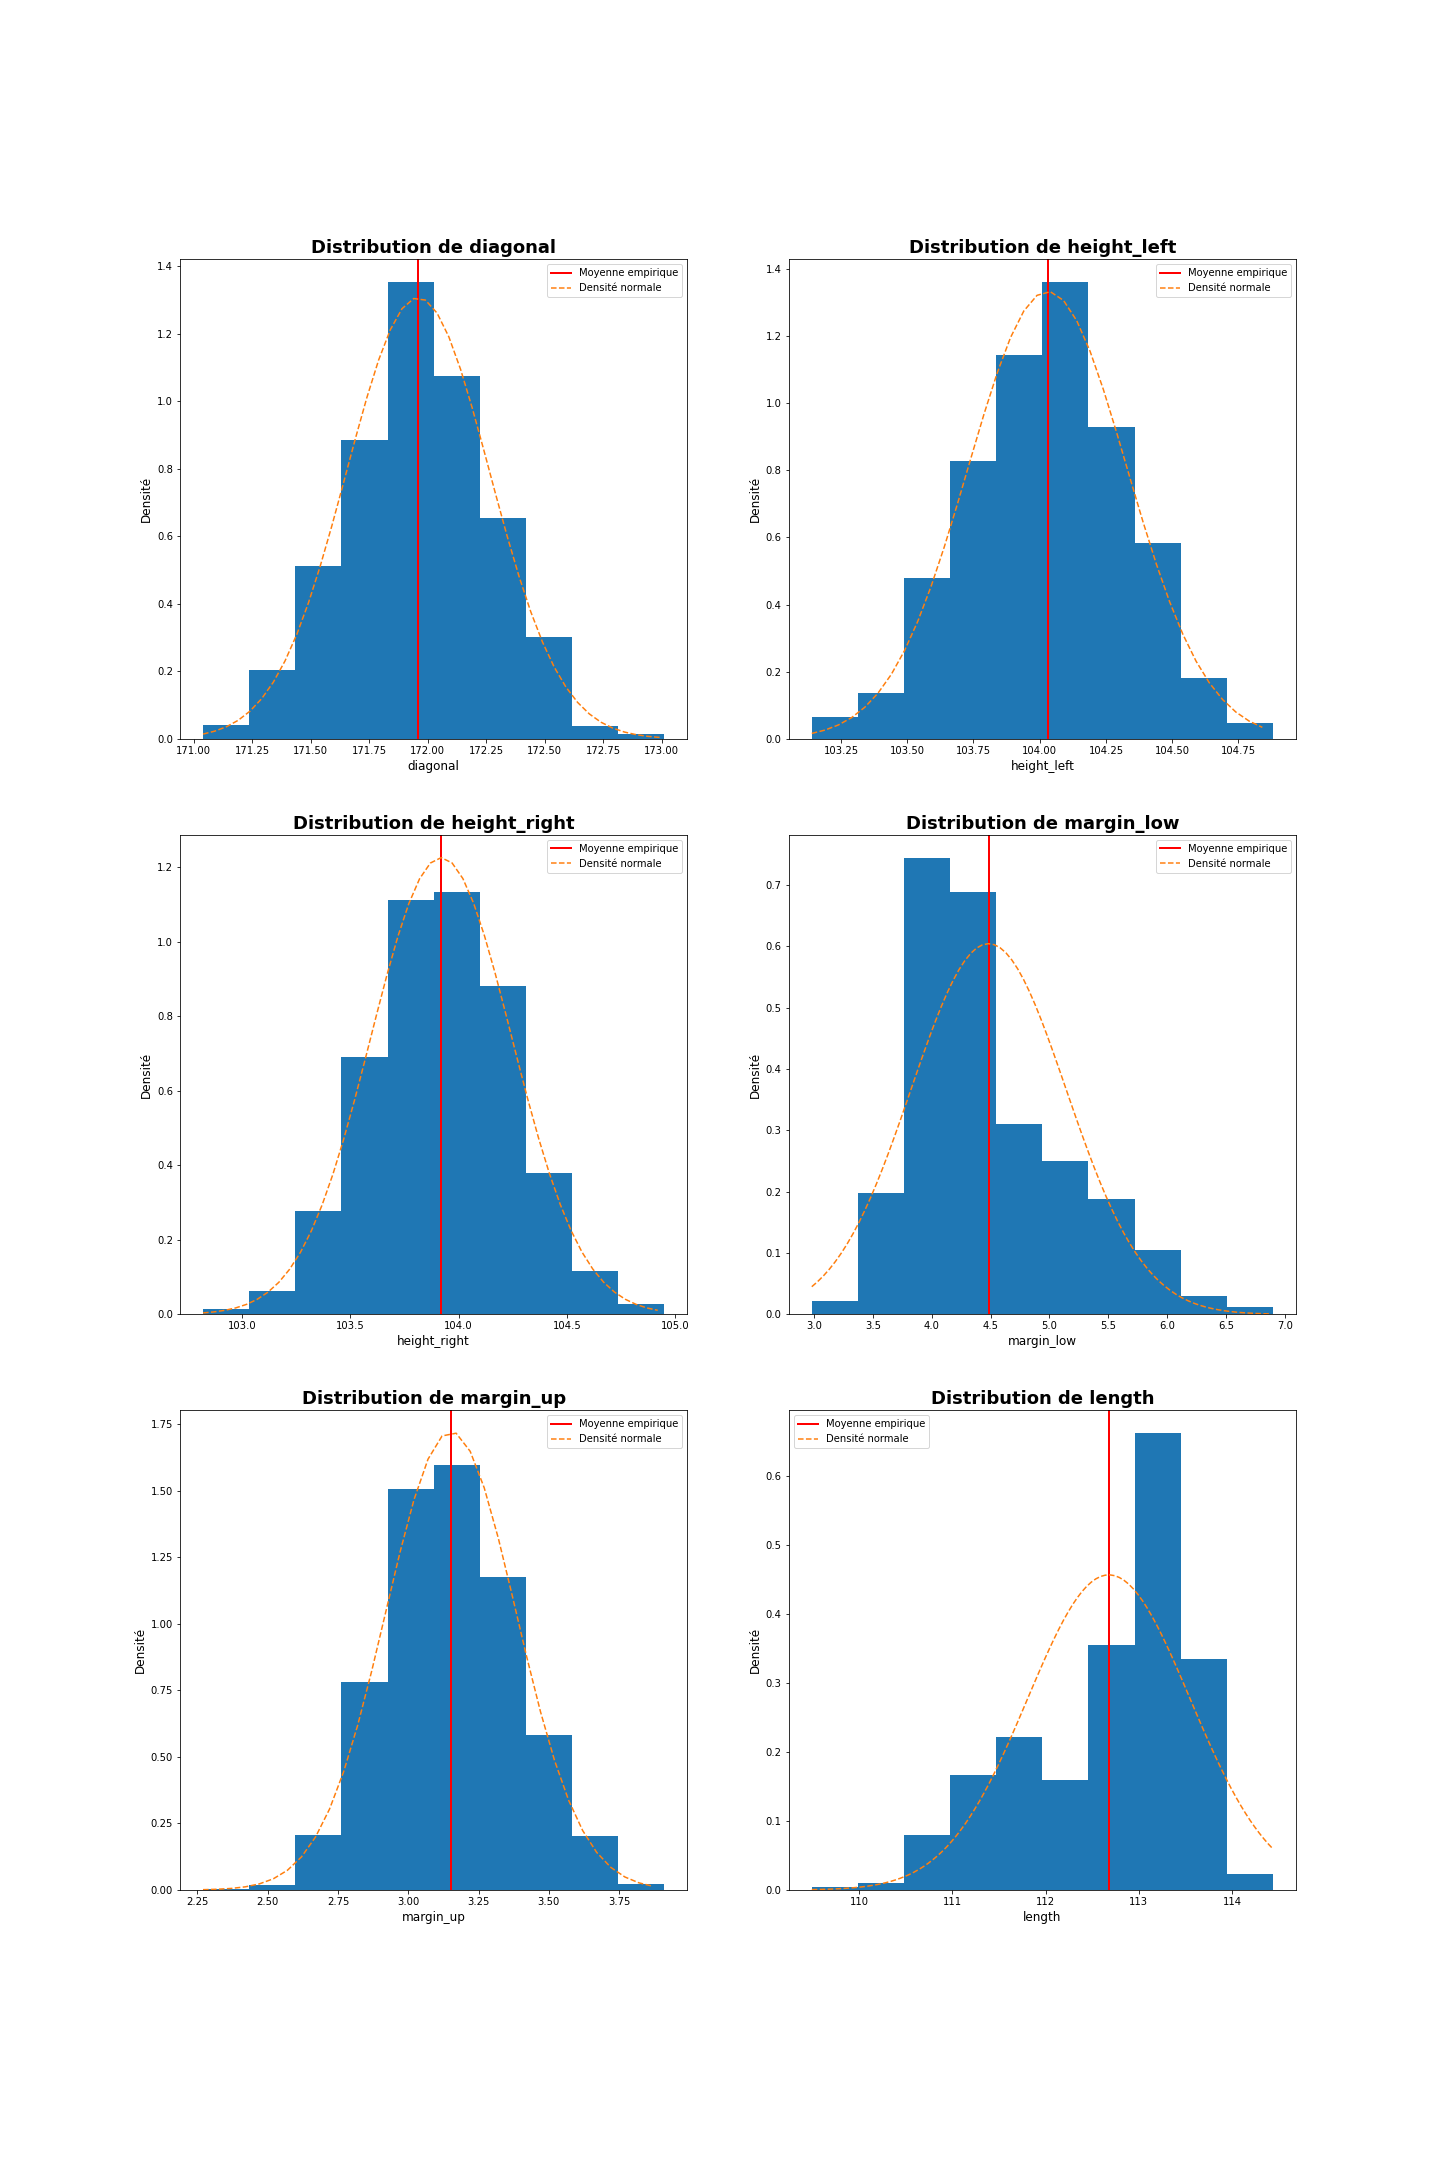 Distribution de diagonal
Moyenne empirique
Densité normale
1.4
1.2
1.0
0.8
0.6
0.4
0.2
0.0
Densité
171.00 171.25 171.50 171.75 172.00 172.25 172.50 172.75 173.00
diagonal
Distribution de height_left
Moyenne empirique
Densité normale
1.4
1.2
1.0
0.8
0.6
0.4
0.2
0.0
Densité
103.25 103.50 103.75 104.00 104.25 104.50 104.75
height_left
Distribution de height_right
Moyenne empirique
Densité normale
1.2
1.0
0.8
0.6
0.4
0.2
0.0
Densité
103.0 103.5 104.0 104.5 105.0
height_right
Distribution de margin_low
Moyenne empirique
Densité normale
0.7
0.6
0.5
0.4
0.3
0.2
0.1
0.0
Densité
3.0 3.5 4.0 4.5 5.0 5.5 6.0 6.5 7.0
margin_low
Distribution de margin_up
Moyenne empirique
Densité normale
1.75
1.50
1.25
1.00
0.75
0.50
0.25
0.00
Densité
2.25 2.50 2.75 3.00 3.25 3.50 3.75
margin_up
Distribution de length
Moyenne empirique
Densité normale
0.6
0.5
0.4
0.3
0.2
0.1
0.0
Densité
110 111 112 113 114
length